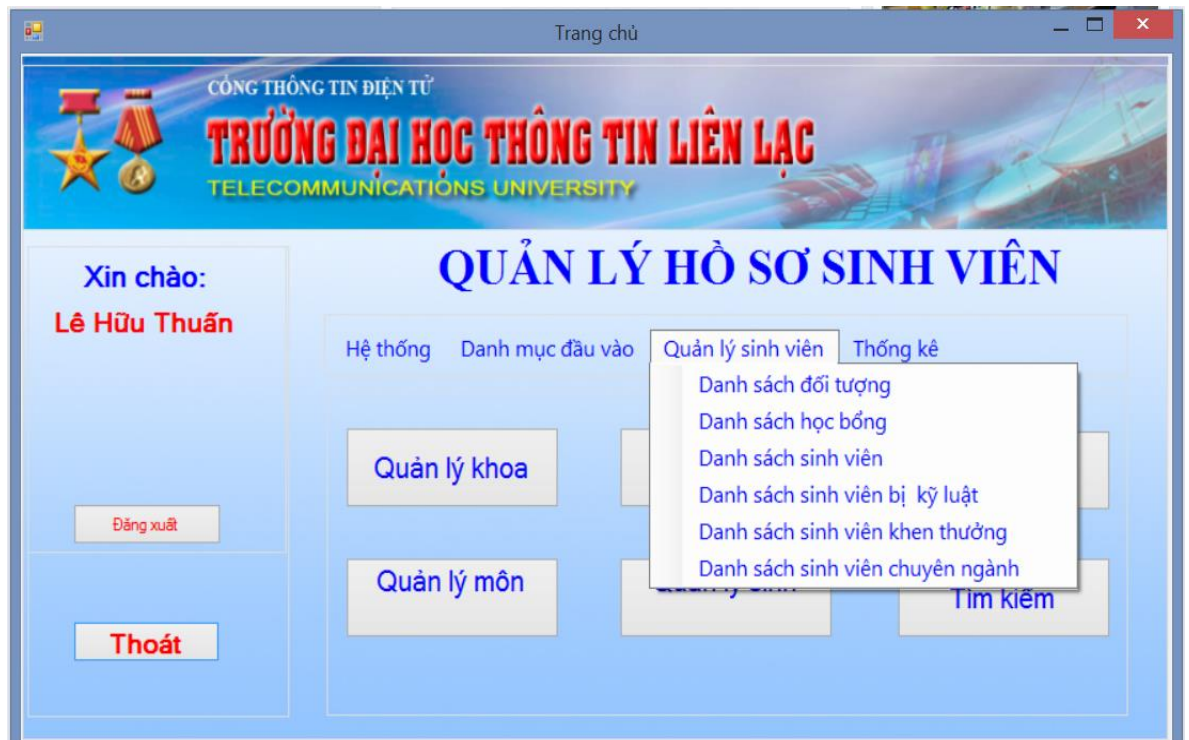 Trang chủ
CỔNG THÔNG TIN ĐIỆN TỬ
TRƯỜNG ĐẠI HỌC THÔNG TIN LIÊN LẠC
TELECOMMUNICATIONS UNIVERSITY
QUẢN LÝ HỒ SƠ SINH VIÊN
Xin chào:
Lê Hữu Thuấn
Hệ thống Danh mục đầu vào Quản lý sinh viên Thống kê
Danh sách đối tượng
Danh sách học bổng
Danh sách sinh viên
Danh sách sinh viên bị kỹ luật
Danh sách sinh viên khen thưởng
Danh sách sinh viên chuyên ngành
Quản lý khoa
Đăng xuất
Quản lý môn
Quản lý sinh
Tìm kiếm
Thoát